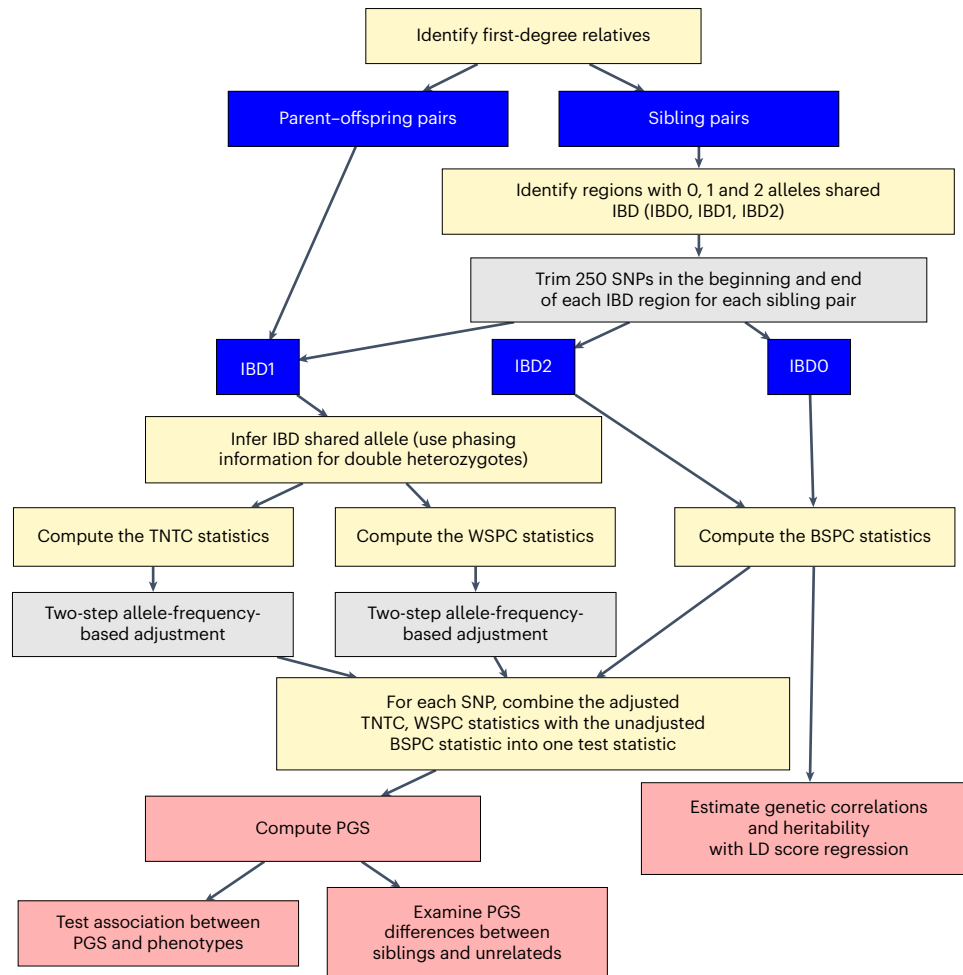 Identify first-degree relatives
Parent–offspring pairs
Sibling pairs
Identify regions with 0, 1 and 2 alleles shared
IBD (IBD0, IBD1, IBD2)
Trim 250 SNPs in the beginning and end
of each IBD region for each sibling pair
IBD1
IBD2
IBD0
Infer IBD shared allele (use phasing
information for double heterozygotes)
Compute the TNTC statistics
Compute the WSPC statistics
Compute the BSPC statistics
Two-step allele-frequency-
based adjustment
Two-step allele-frequency-
based adjustment
For each SNP, combine the adjusted
TNTC, WSPC statistics with the unadjusted
BSPC statistic into one test statistic
Compute PGS
Estimate genetic correlations
and heritability
with LD score regression
Test association between
PGS and phenotypes
Examine PGS
differences between
siblings and unrelateds